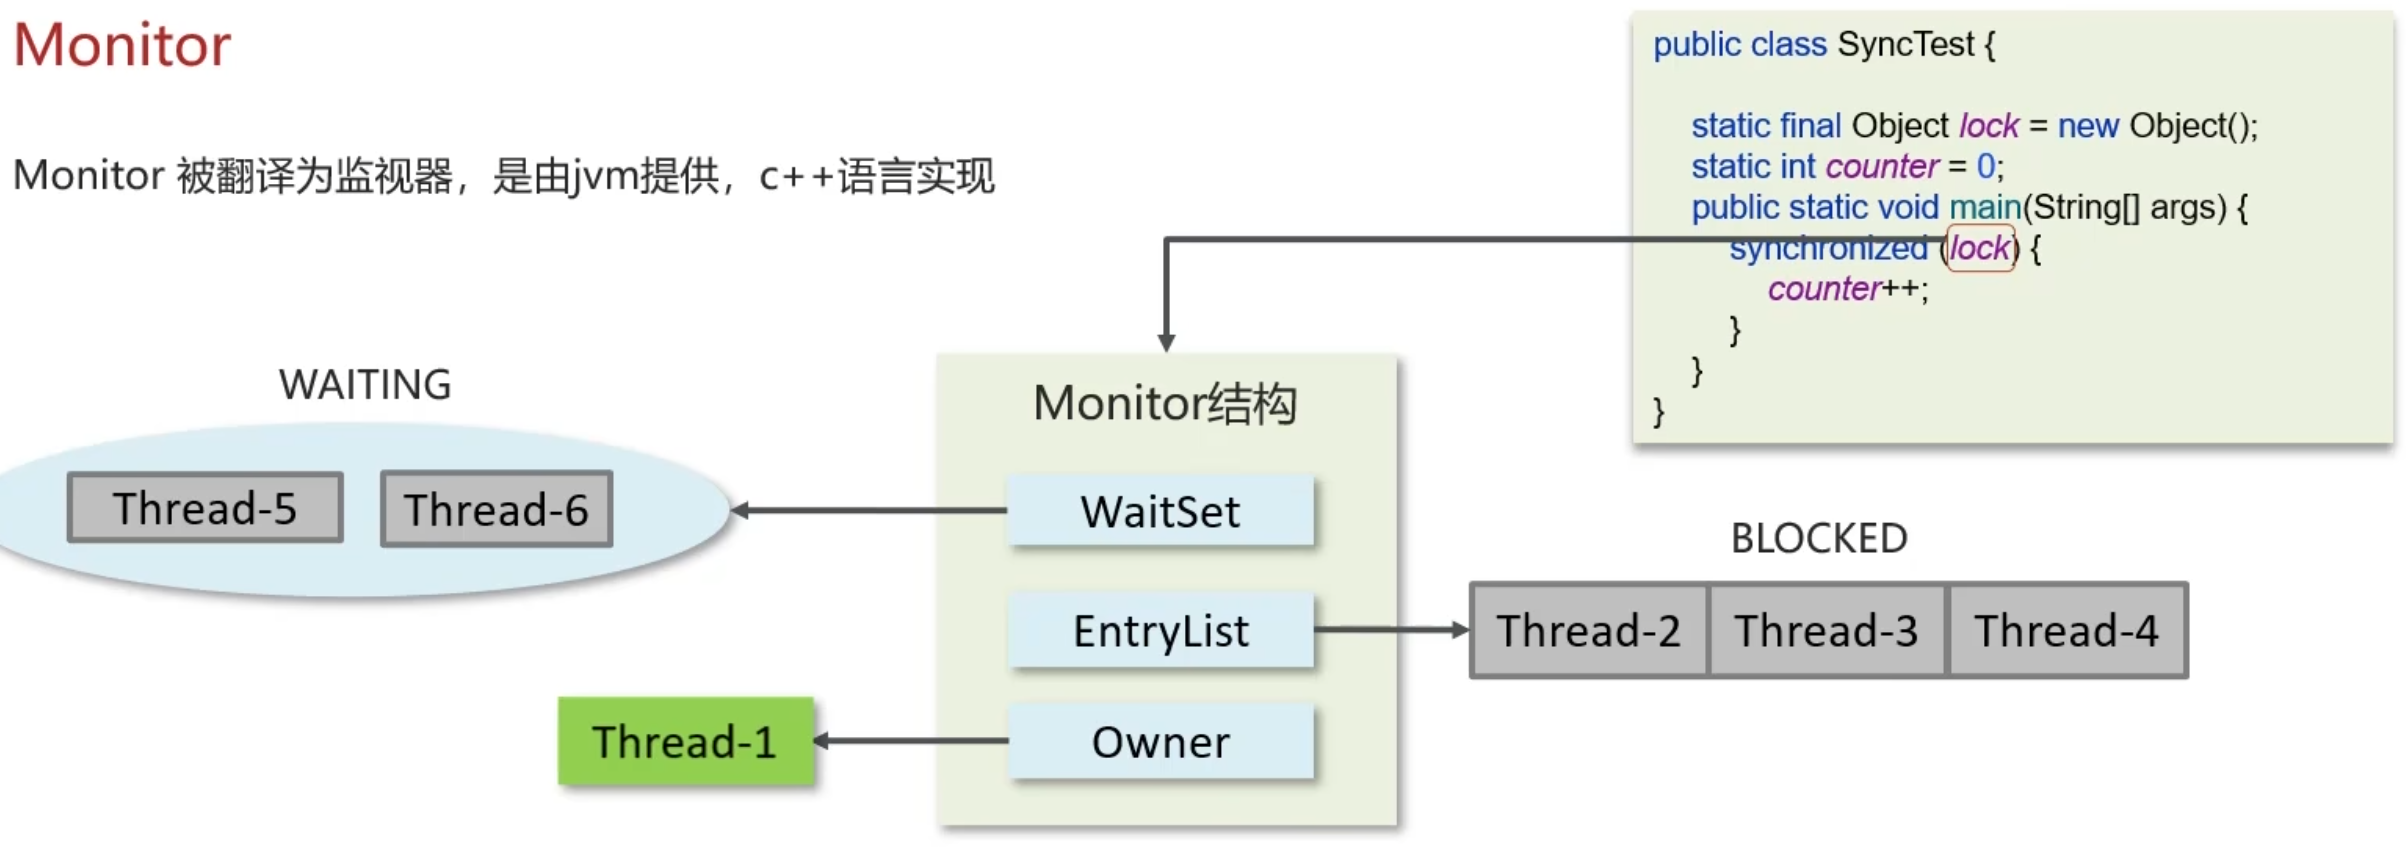 Monitor
Monitor 被翻译为监视器，是由jvm提供，c++语言实现
public class SyncTest {
static final Object lock = new Object();
static int counter = 0;
public static void main(String[] args) {
synchronized (lock) {
counter++;
}
}
}
WAITING
Thread-5
Thread-6
Monitor结构
WaitSet
EntryList
Owner
BLOCKED
Thread-2
Thread-3
Thread-4
Thread-1